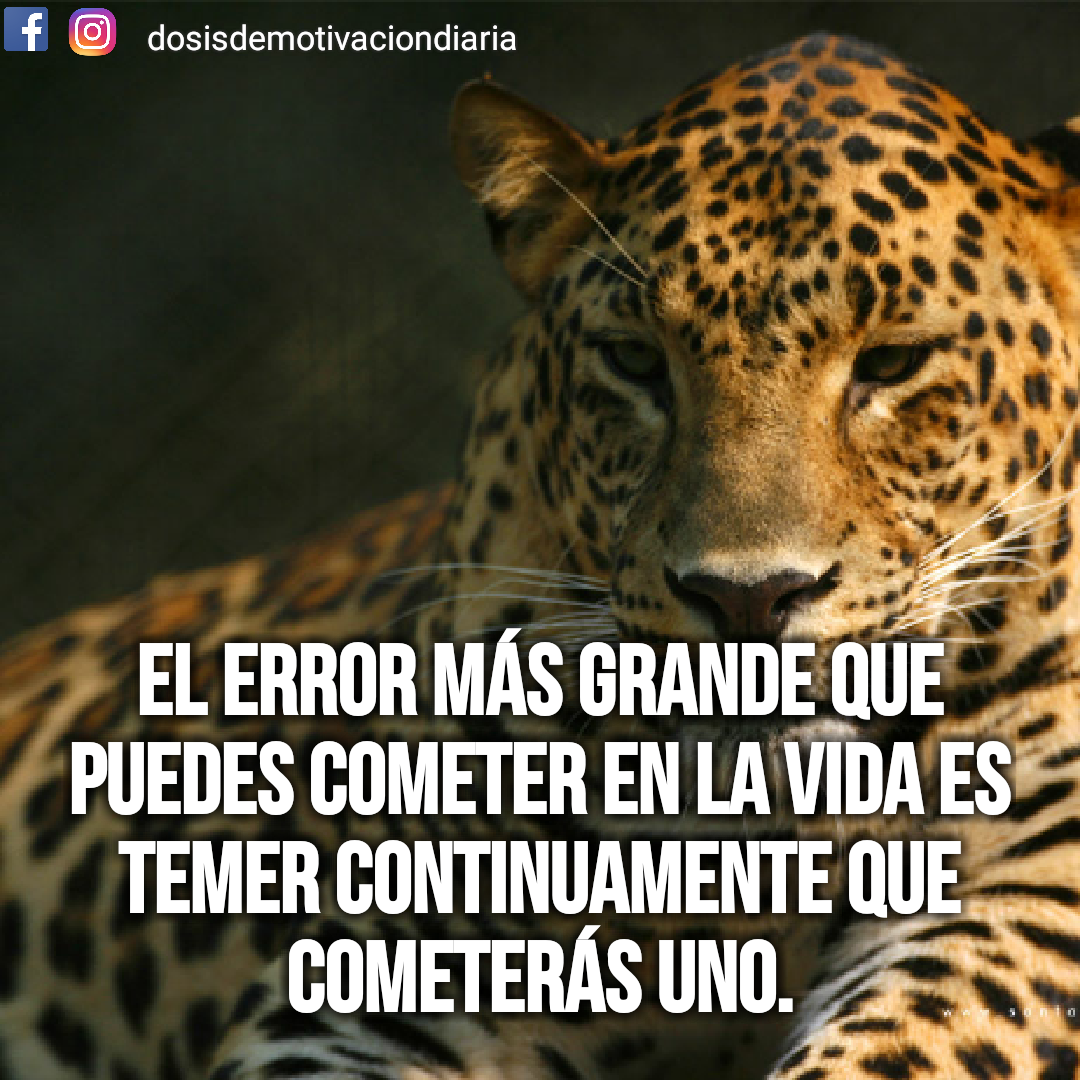 dosisdemotivaciondiaria
EL ERROR MÁS GRANDE QUE
PUEDES COMETER EN LA VIDA ES
TEMER CONTINUAMENTE QUE
COMETERÁS UNO.